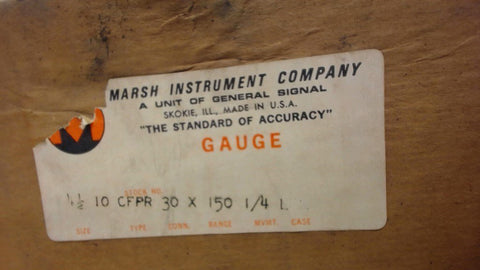 MARSH INSTRUMENT COMPANY
A UNIT OF GENERAL SIGNAL
SKOKIE, ILL., MADE IN U.S.A.
"THE STANDARD OF ACCURACY"
GAUGE
STOCK NO.
4½ 10 CFPR 30 X 150 1/4 L
SIZE TYPE CONN. RANGE MVMT. CASE